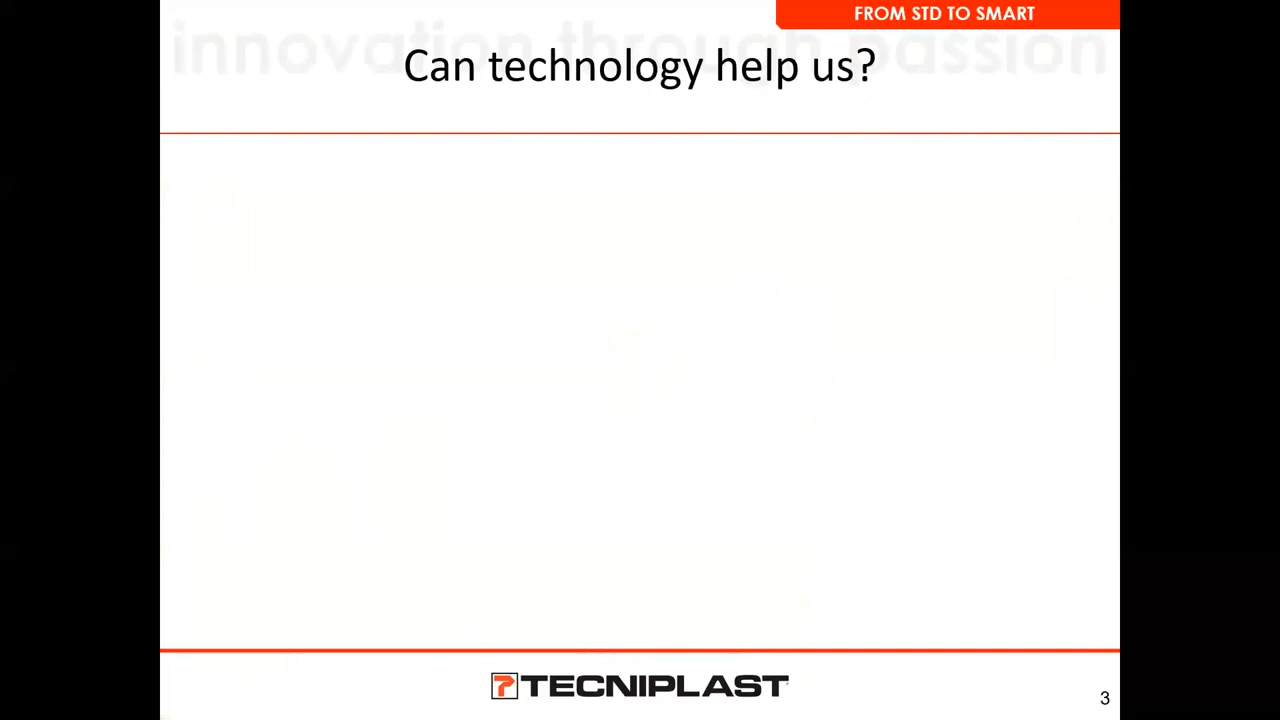 FROM STD TO SMART
innovation through passion
Can technology help us?
TECNIPLAST
3